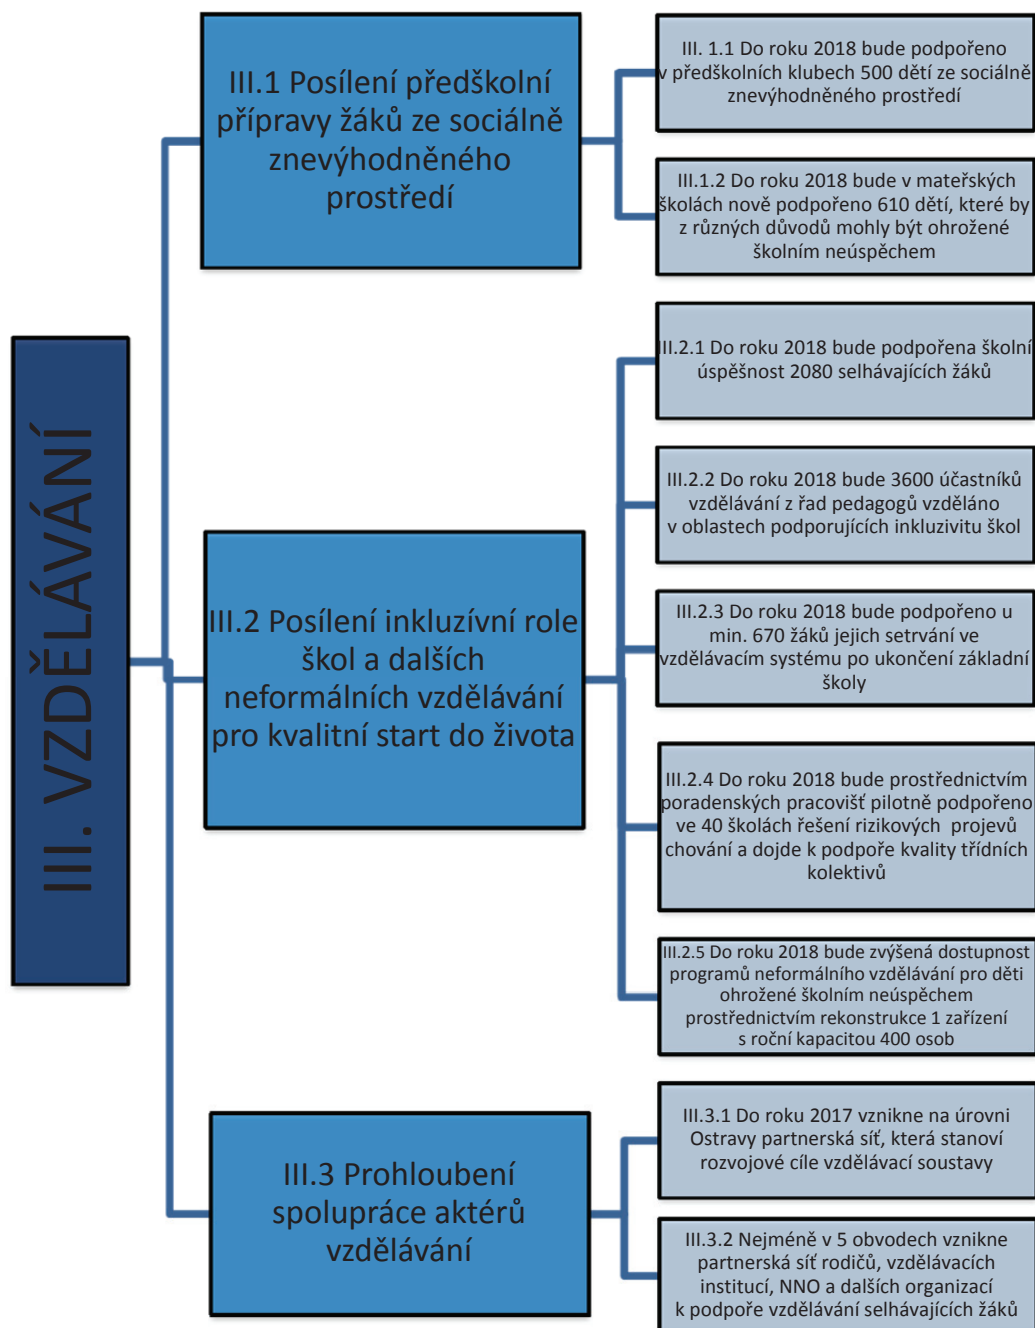 III. VZDĚLÁVÁNÍ
III.1 Posílení předškolní
přípravy žáků ze sociálně
znevýhodněného
prostředí
III. 1.1 Do roku 2018 bude podpořeno
v předškolních klubech 500 dětí ze sociálně
znevýhodněného prostředí
III.1.2 Do roku 2018 bude v mateřských
školách nově podpořeno 610 dětí, které by
z různých důvodů mohly být ohrožené
školním neúspěchem
III.2 Posílení inkluzívní role
škol a dalších
neformálních vzdělávání
pro kvalitní start do života
III.2.1 Do roku 2018 bude podpořena školní
úspěšnost 2080 selhávajících žáků
III.2.2 Do roku 2018 bude 3600 účastníků
vzdělávání z řad pedagogů vzděláno
v oblastech podporujících inkluzivitu škol
III.2.3 Do roku 2018 bude podpořeno u
min. 670 žáků jejich setrvání ve
vzdělávacím systému po ukončení základní
školy
III.2.4 Do roku 2018 bude prostřednictvím
poradenských pracovišť pilotně podpořeno
ve 40 školách řešení rizikových projevů
chování a dojde k podpoře kvality třídních
kolektivů
III.2.5 Do roku 2018 bude zvýšená dostupnost
programů neformálního vzdělávání pro děti
ohrožené školním neúspěchem
prostřednictvím rekonstrukce 1 zařízení
s roční kapacitou 400 osob
III.3 Prohloubení
spolupráce aktérů
vzdělávání
III.3.1 Do roku 2017 vznikne na úrovni
Ostravy partnerská síť, která stanoví
rozvojové cíle vzdělávací soustavy
III.3.2 Nejméně v 5 obvodech vznikne
partnerská síť rodičů, vzdělávacích
institucí, NNO a dalších organizací
k podpoře vzdělávání selhávajících žáků